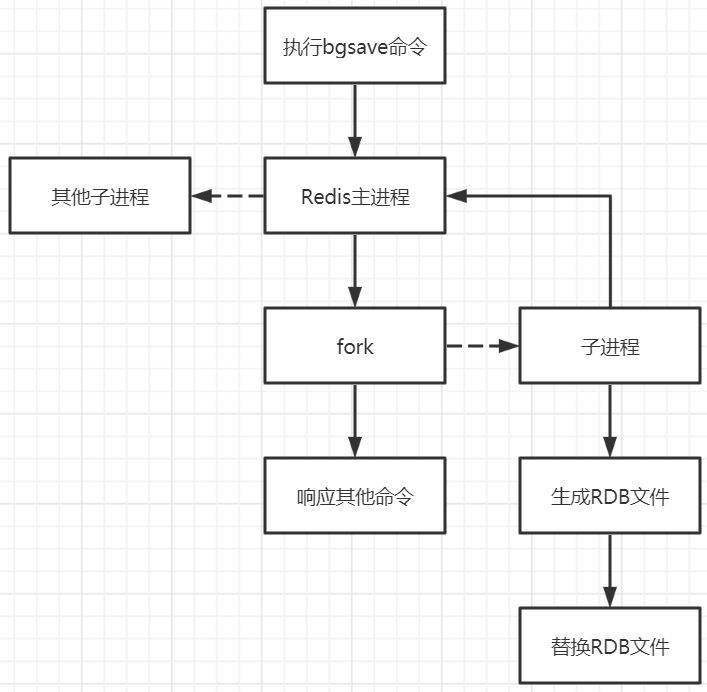 执行bgsave命令
其他子进程
Redis主进程
fork
子进程
响应其他命令
生成RDB文件
替换RDB文件